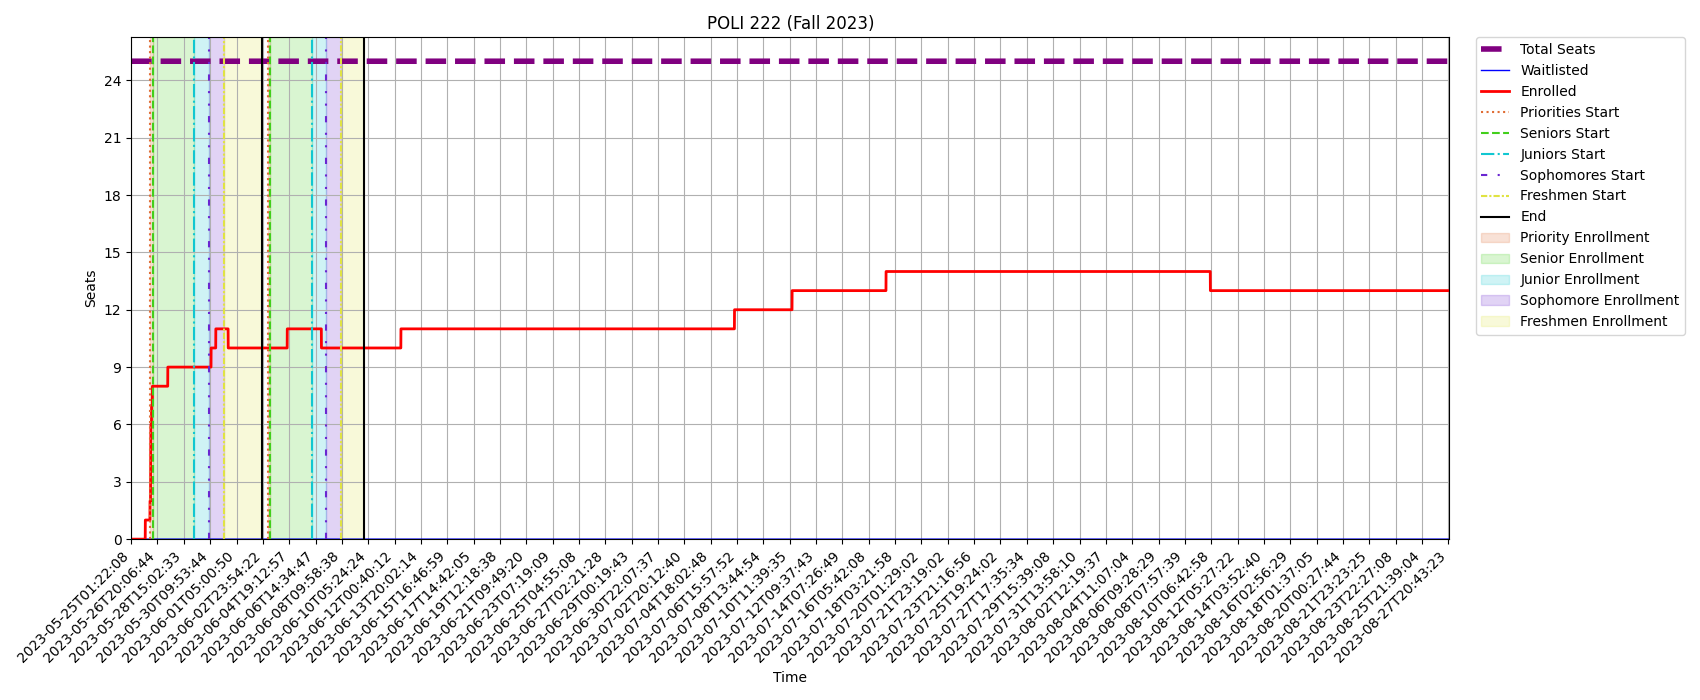 POLI 222 (Fall 2023)
Seats
24
21
18
15
12
9
6
3
0
2023-05-25T01:22:08
2023-05-26T20:06:44
2023-05-28T15:02:33
2023-05-30T09:53:44
2023-06-01T05:00:50
2023-06-02T23:54:22
2023-06-04T19:12:57
2023-06-06T14:34:47
2023-06-08T09:58:38
2023-06-10T05:24:24
2023-06-12T00:40:12
2023-06-13T20:02:14
2023-06-15T16:46:59
2023-06-17T14:42:05
2023-06-19T12:18:38
2023-06-21T09:49:20
2023-06-23T07:19:09
2023-06-25T04:55:08
2023-06-27T02:21:28
2023-06-29T00:19:43
2023-06-30T22:07:37
2023-07-02T20:12:40
2023-07-04T18:02:48
2023-07-06T15:57:52
2023-07-08T13:44:54
2023-07-10T11:39:35
2023-07-12T09:37:43
2023-07-14T07:26:49
2023-07-16T05:42:08
2023-07-18T03:21:58
2023-07-20T01:29:02
2023-07-21T23:19:02
2023-07-23T21:16:56
2023-07-25T19:24:02
2023-07-27T17:35:34
2023-07-29T15:39:08
2023-07-31T13:58:10
2023-08-02T12:19:37
2023-08-04T11:07:04
2023-08-06T09:28:29
2023-08-08T07:57:39
2023-08-10T06:42:58
2023-08-12T05:27:22
2023-08-14T03:52:40
2023-08-16T02:56:29
2023-08-18T01:37:05
2023-08-20T00:27:44
2023-08-21T23:23:25
2023-08-23T22:27:08
2023-08-25T21:39:04
2023-08-27T20:43:23
Time
Total Seats
Waitlisted
Enrolled
Priorities Start
Seniors Start
Juniors Start
Sophomores Start
Freshmen Start
End
Priority Enrollment
Senior Enrollment
Junior Enrollment
Sophomore Enrollment
Freshmen Enrollment